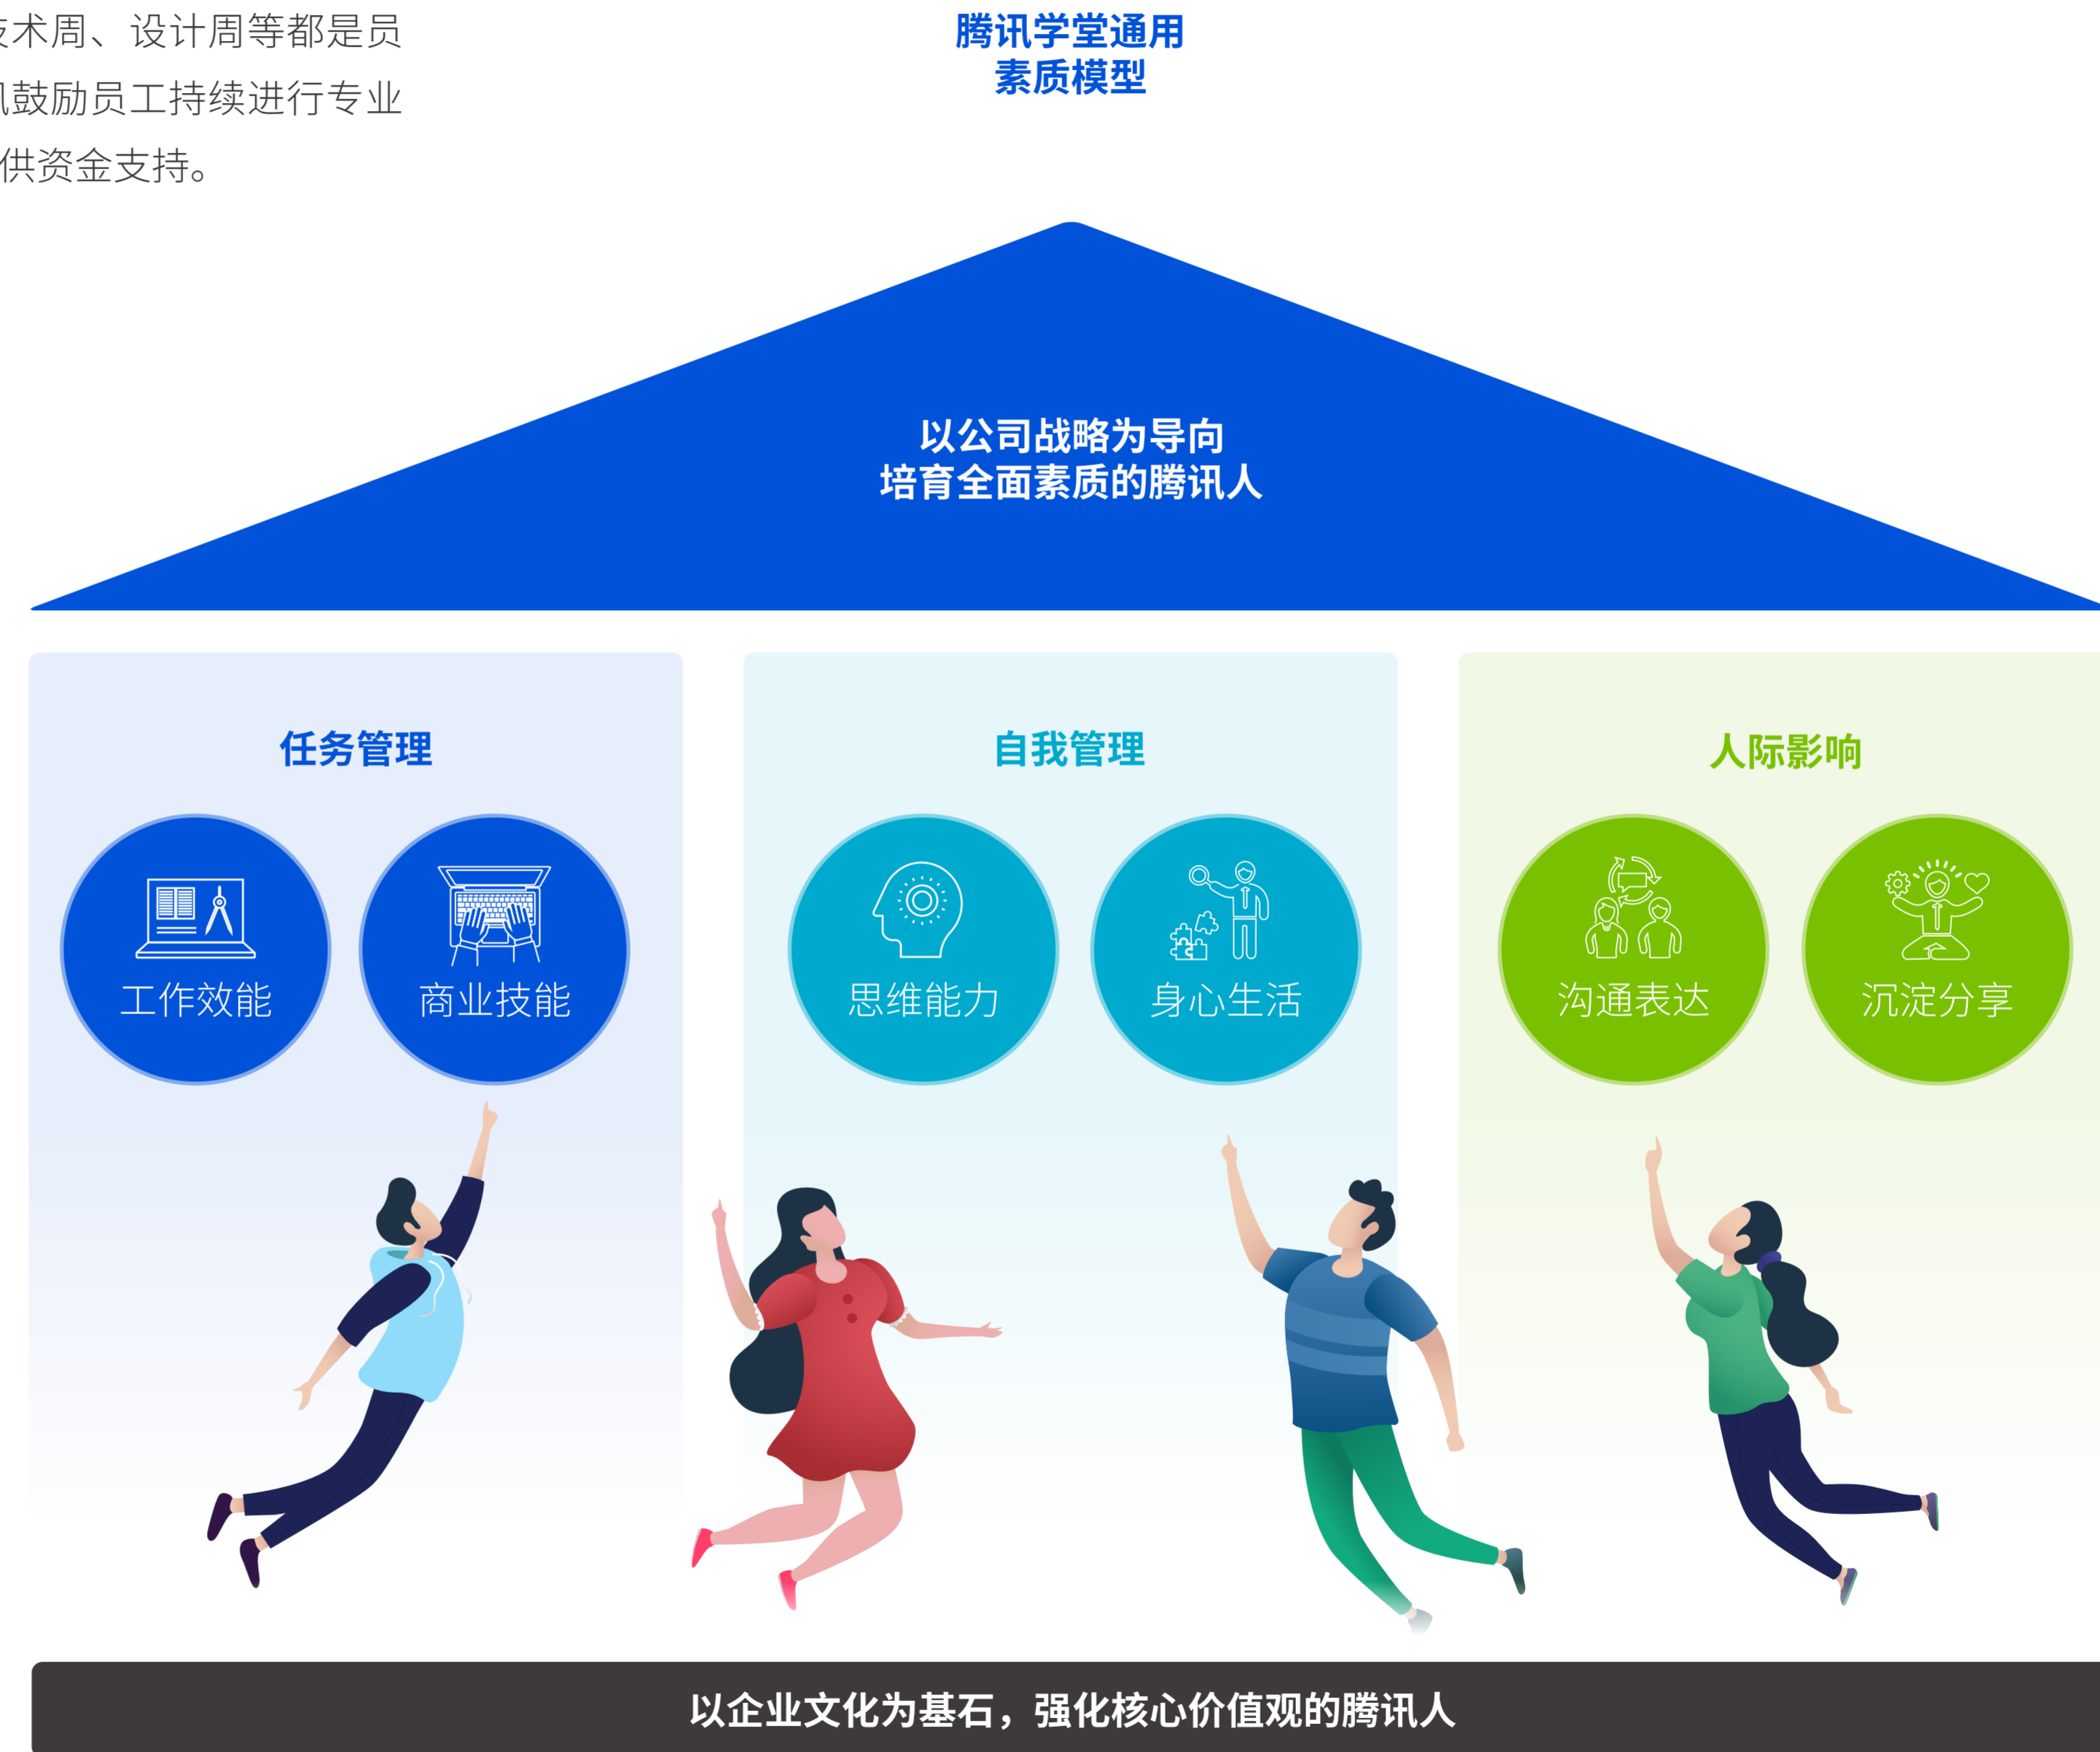 技术周、设计周等都是员
鼓励员工持续进行专业
供资金支持。
腾讯学堂通用
素质模型
以公司战略为导向
培育全面素质的腾讯人
任务管理
工作效能
商业技能
自我管理
思维能力
身心生活
人际影响
沟通表达
沉淀分享
以企业文化为基石，强化核心价值观的腾讯人